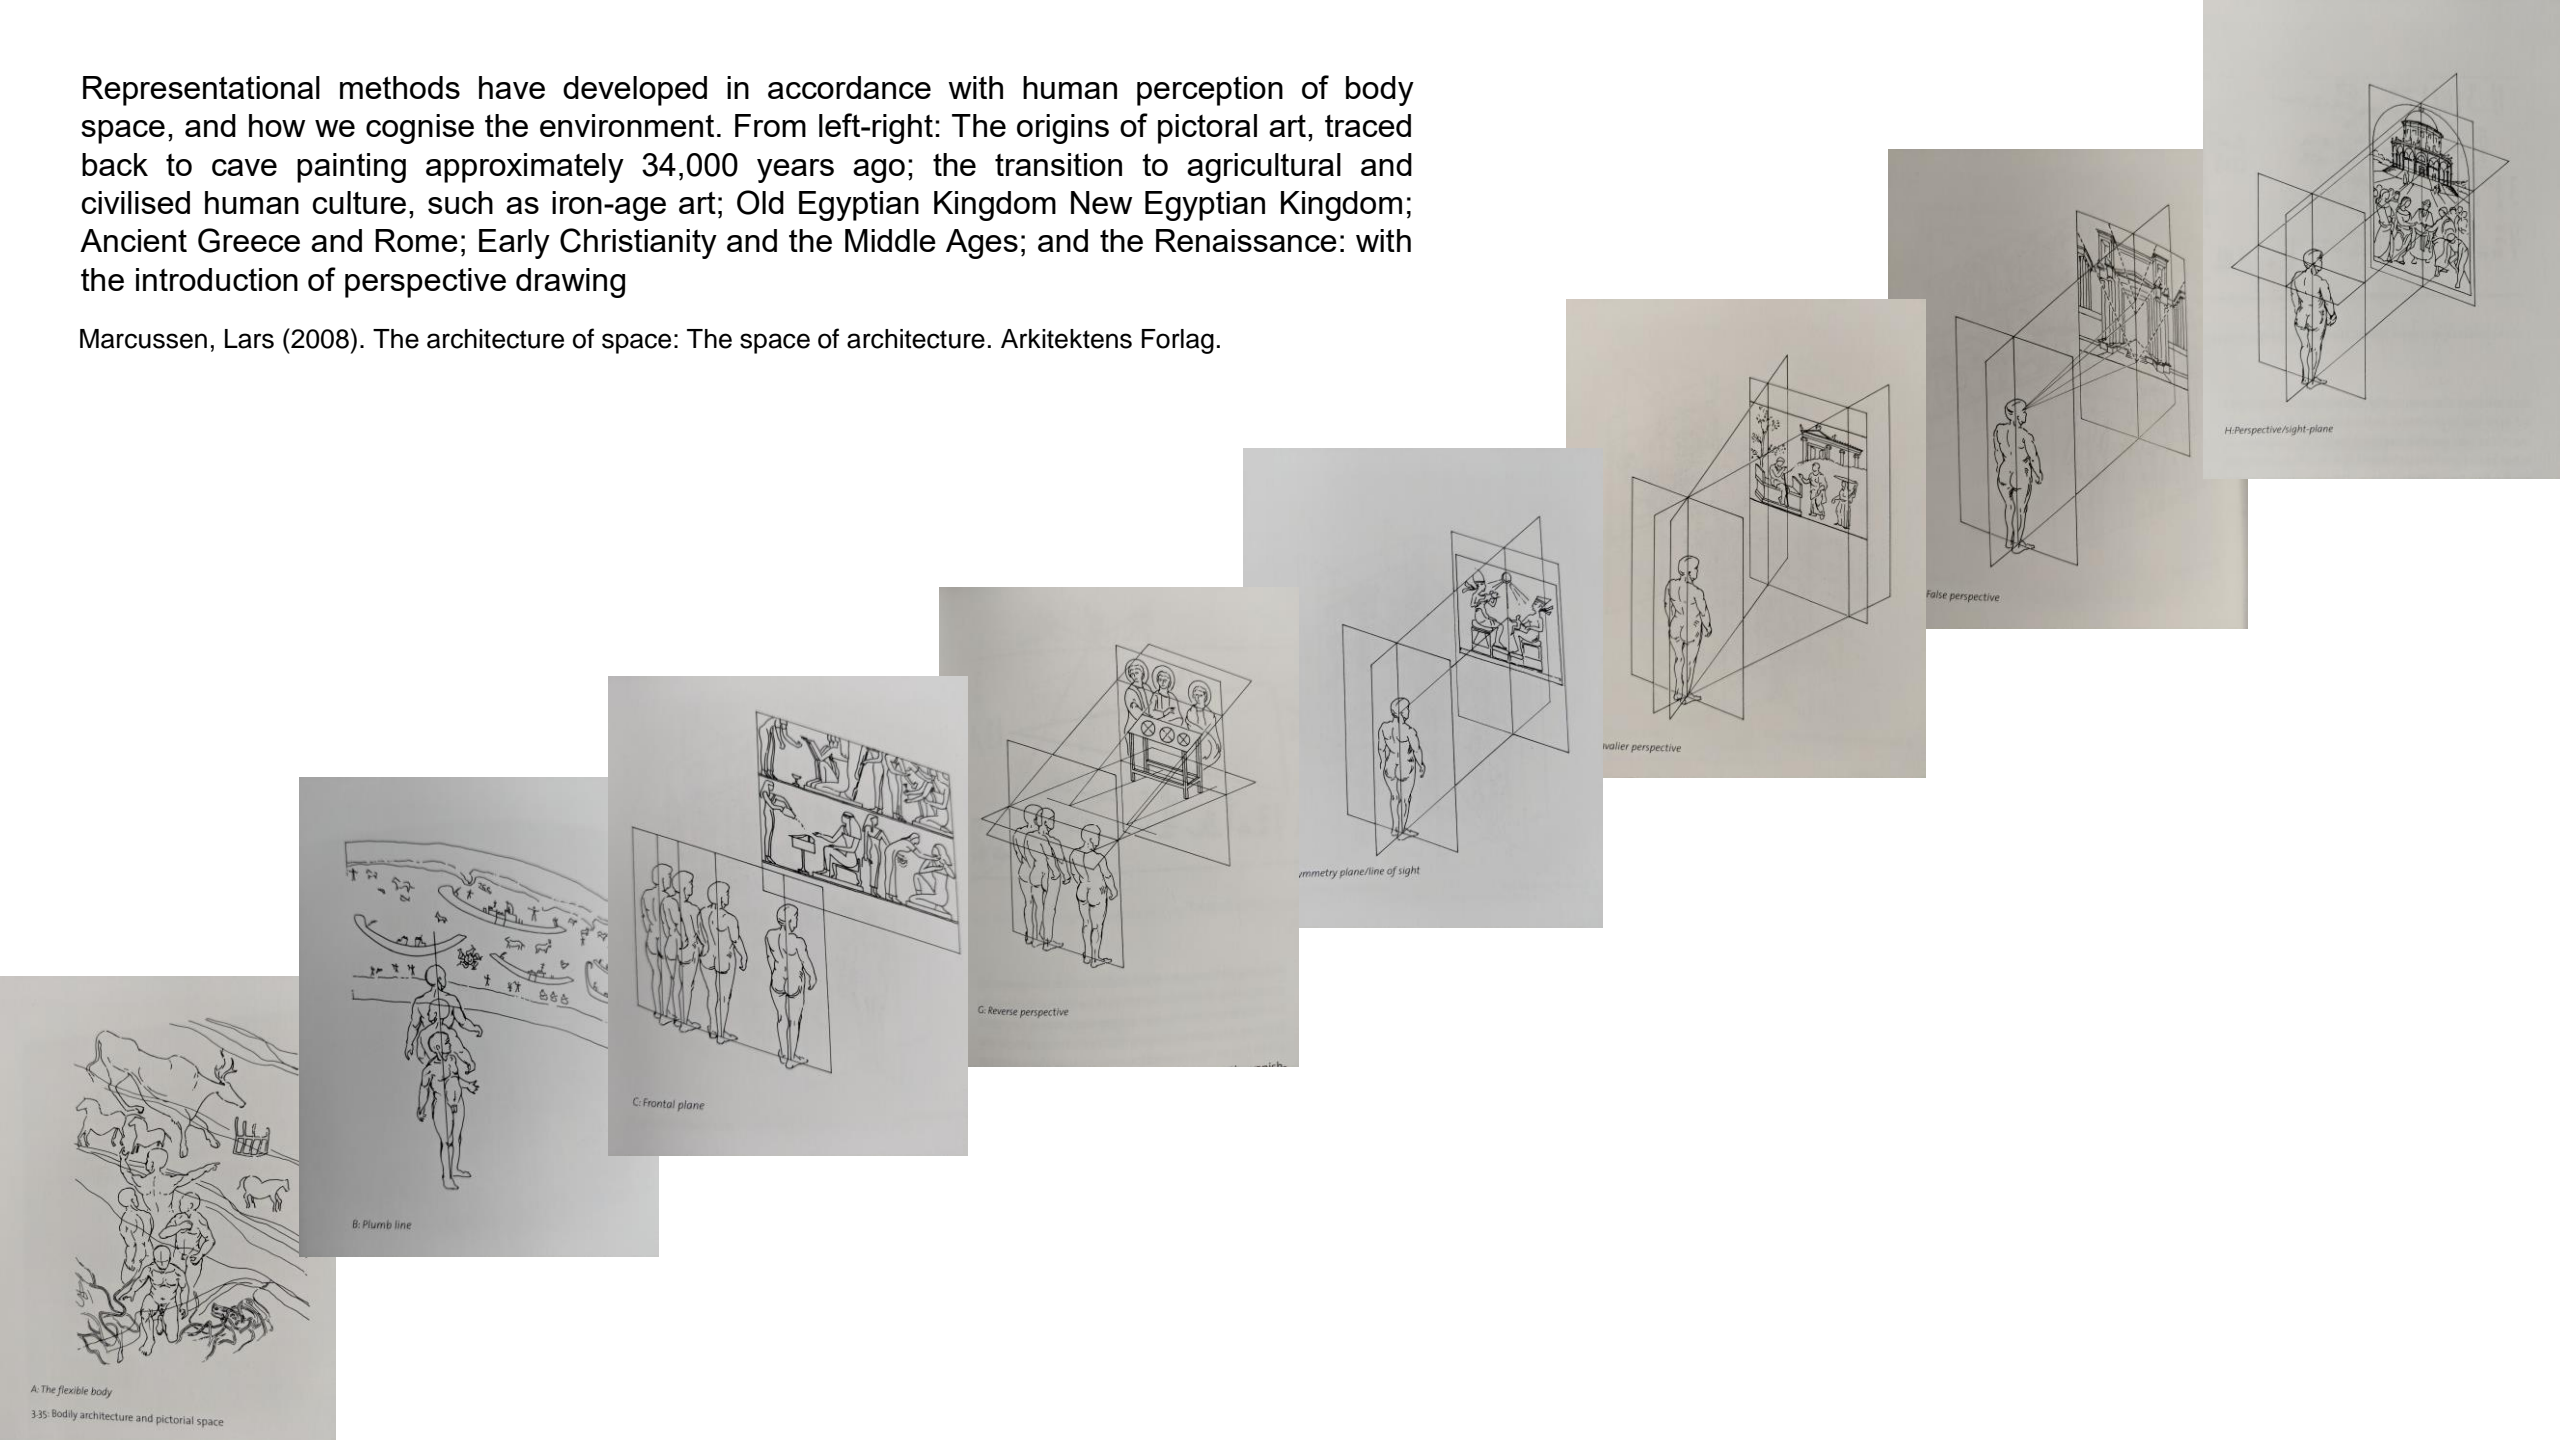 Representational methods have developed in accordance with human perception of body
space, and how we cognise the environment. From left-right: The origins of pictoral art, traced
back to cave painting approximately 34,000 years ago; the transition to agricultural and
civilised human culture, such as iron-age art; Old Egyptian Kingdom New Egyptian Kingdom;
Ancient Greece and Rome; Early Christianity and the Middle Ages; and the Renaissance: with
the introduction of perspective drawing
Marcussen, Lars (2008). The architecture of space: The space of architecture. Arkitektens Forlag.
A: The flexible body
3.35: Bodily architecture and pictorial space
B: Plumb line
C: Frontal plane
G: Reverse perspective
ymmetry plane/line of sight
valier perspective
False perspective
H: Perspective/sight-plane